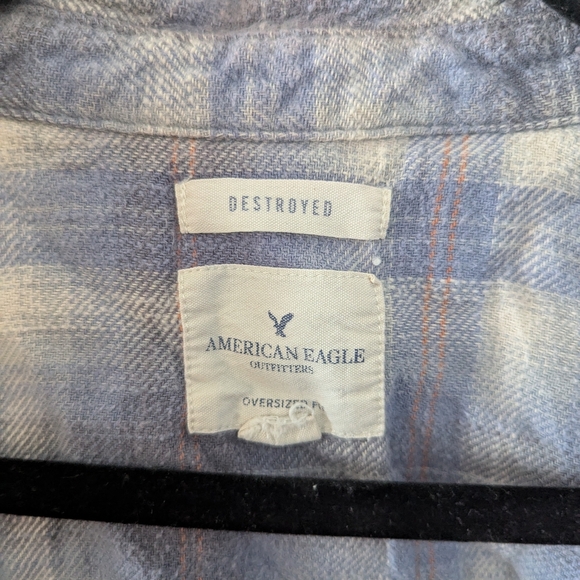 DESTROYED
AMERICAN EAGLE
OUTFITTERS
OVERSIZED